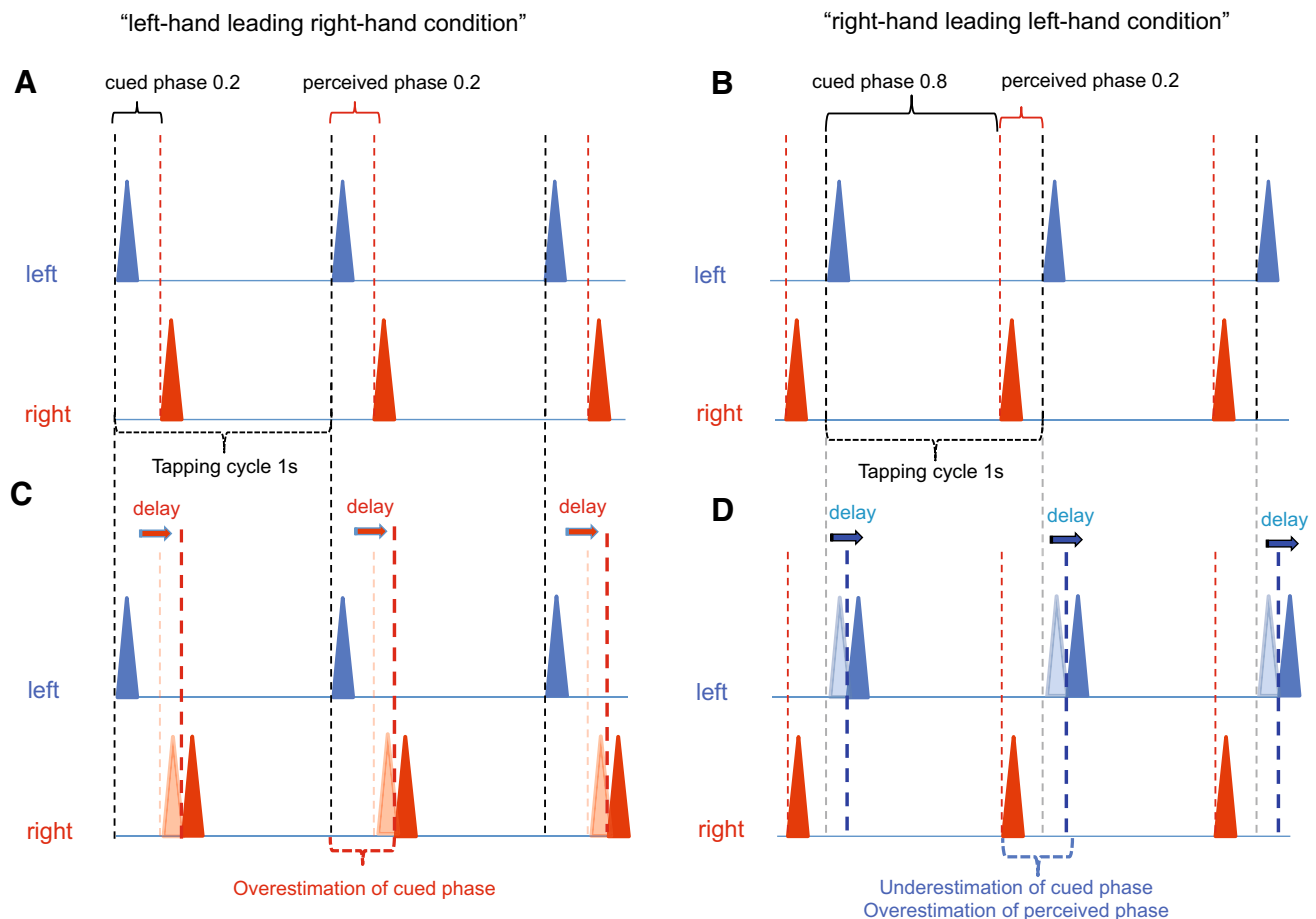 “left-hand leading right-hand condition”
“right-hand leading left-hand condition”
A
cued phase 0.2
perceived phase 0.2
left
right
Tapping cycle 1s
B
cued phase 0.8
perceived phase 0.2
left
right
Tapping cycle 1s
C
delay
delay
delay
left
right
Overestimation of cued phase
D
delay
delay
delay
left
right
Underestimation of cued phase
Overestimation of perceived phase